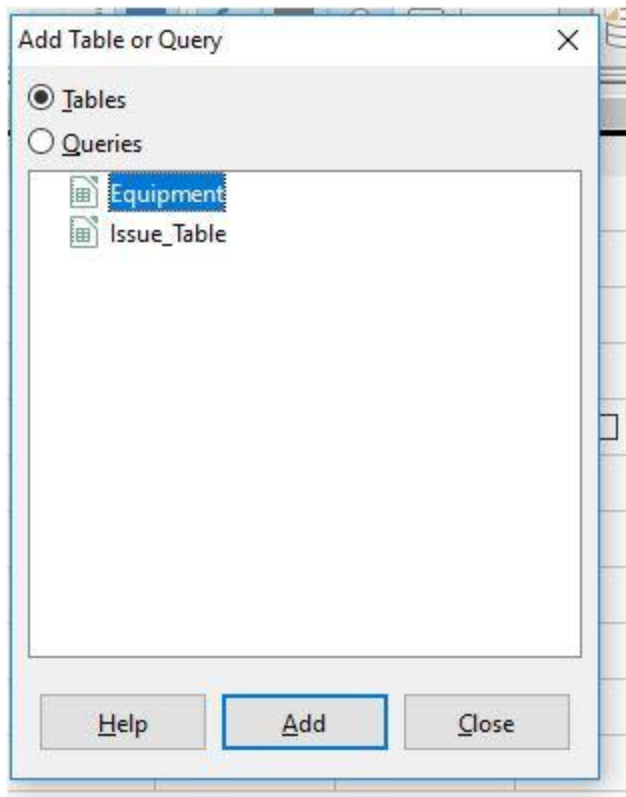 Add Table or Query
Tables
Queries
Equipment
Issue_Table
Help
Add
Close